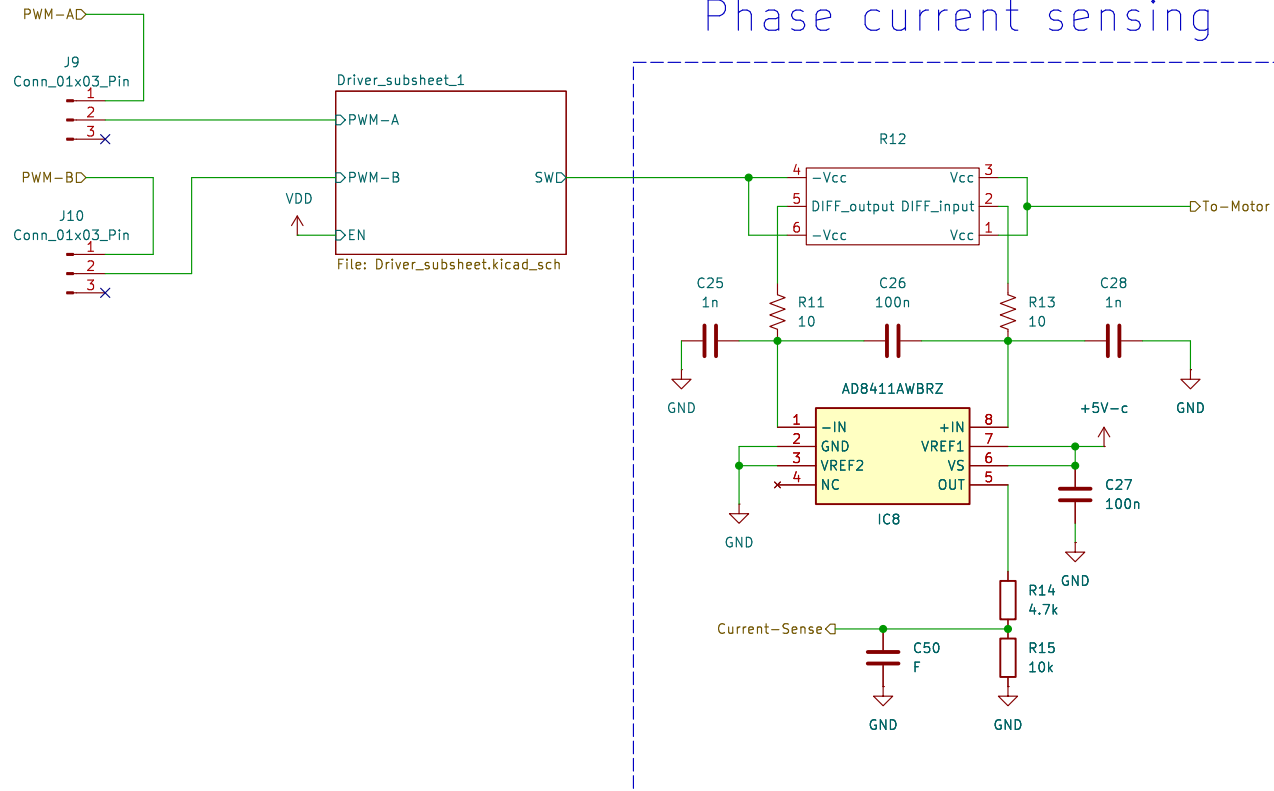 Phase current sensing
PWM-A
J9
Conn_01x03_Pin
1
2
3
PWM-B
J10
Conn_01x03_Pin
1
2
3
VDD
Driver_subsheet_1
PWM-A
PWM-B
SW
EN
File: Driver_subsheet.kicad_sch
R12
4
-Vcc
Vcc
3
5
DIFF_output
DIFF_input
2
6
-Vcc
Vcc
1
To-Motor
C25
1n
R11
10
C26
100n
R13
10
C28
1n
GND
GND
AD8411AWBRZ
1
-IN
+IN
8
2
GND
VREF1
7
3
VREF2
VS
6
4
NC
OUT
5
IC8
+5V-c
C27
100n
GND
GND
R14
4.7k
Current-Sense
C50
F
R15
10k
GND
GND